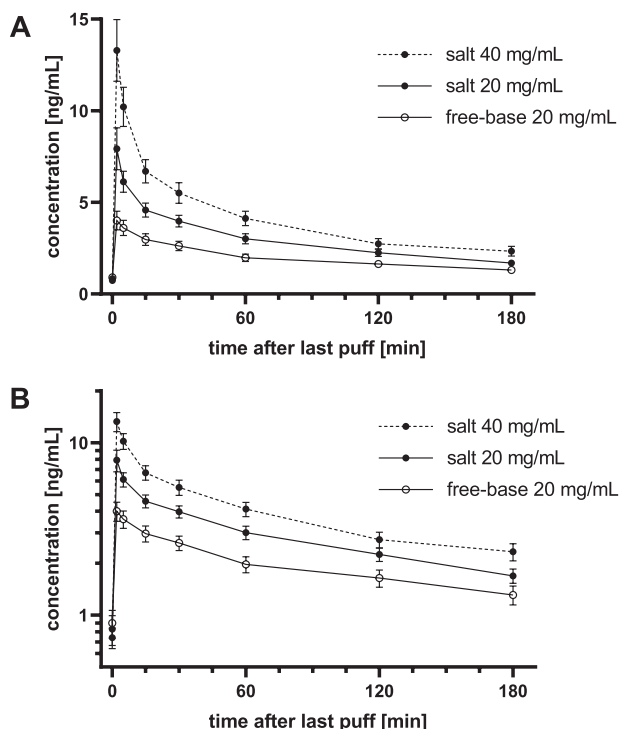 A
15
10
5
0
concentration [ng/mL]
salt 40 mg/mL
salt 20 mg/mL
free-base 20 mg/mL
0 60 120 180
time after last puff [min]
B
10
1
concentration [ng/mL]
salt 40 mg/mL
salt 20 mg/mL
free-base 20 mg/mL
0 60 120 180
time after last puff [min]